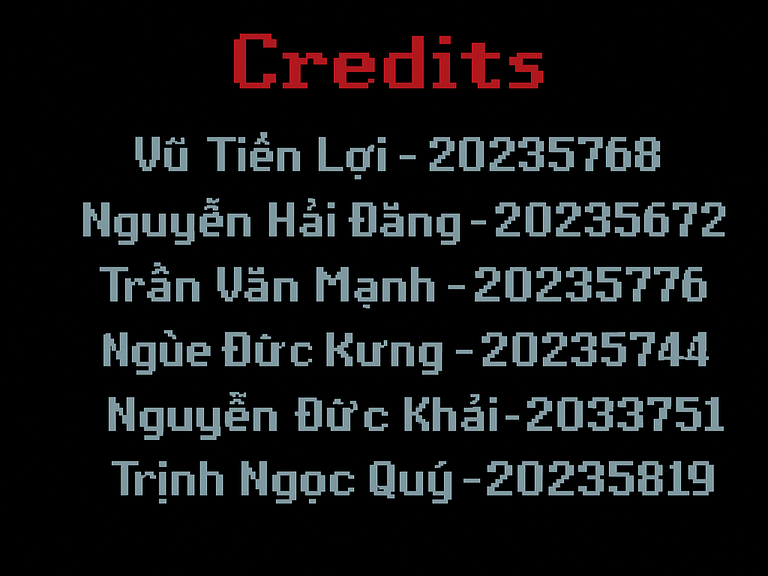 Credits
Vũ Tiến Lợi - 20235768
Nguyễn Hải Đăng - 20235672
Trần Văn Mạnh - 20235776
Ngùe Đức Kưng - 20235744
Nguyễn Đức Khải - 2033751
Trịnh Ngọc Quý - 20235819